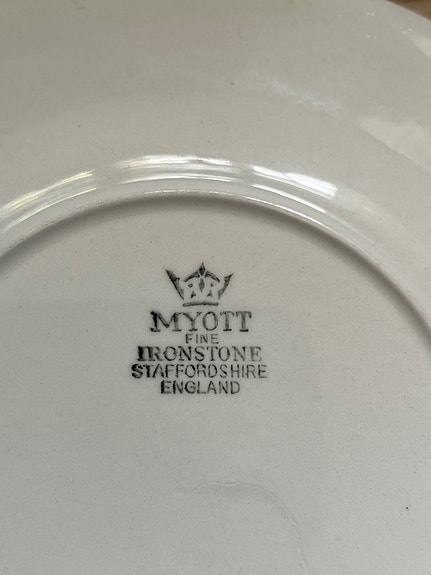 MYOTT
FINE
IRONSTONE
STAFFORDSHIRE
ENGLAND